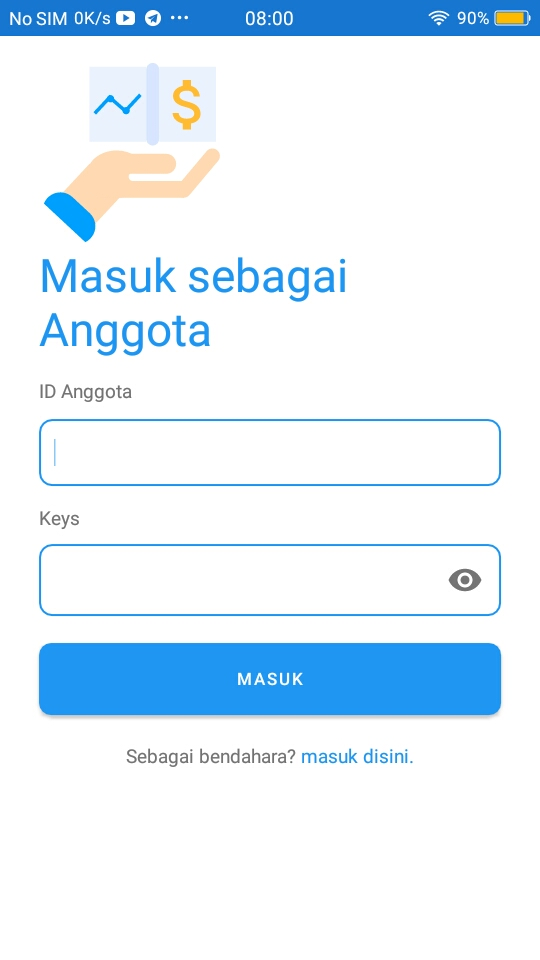 No SIM 0K/s 08:00 90%
$
Masuk sebagai
Anggota
ID Anggota
Keys
MASUK
Sebagai bendahara? masuk disini.